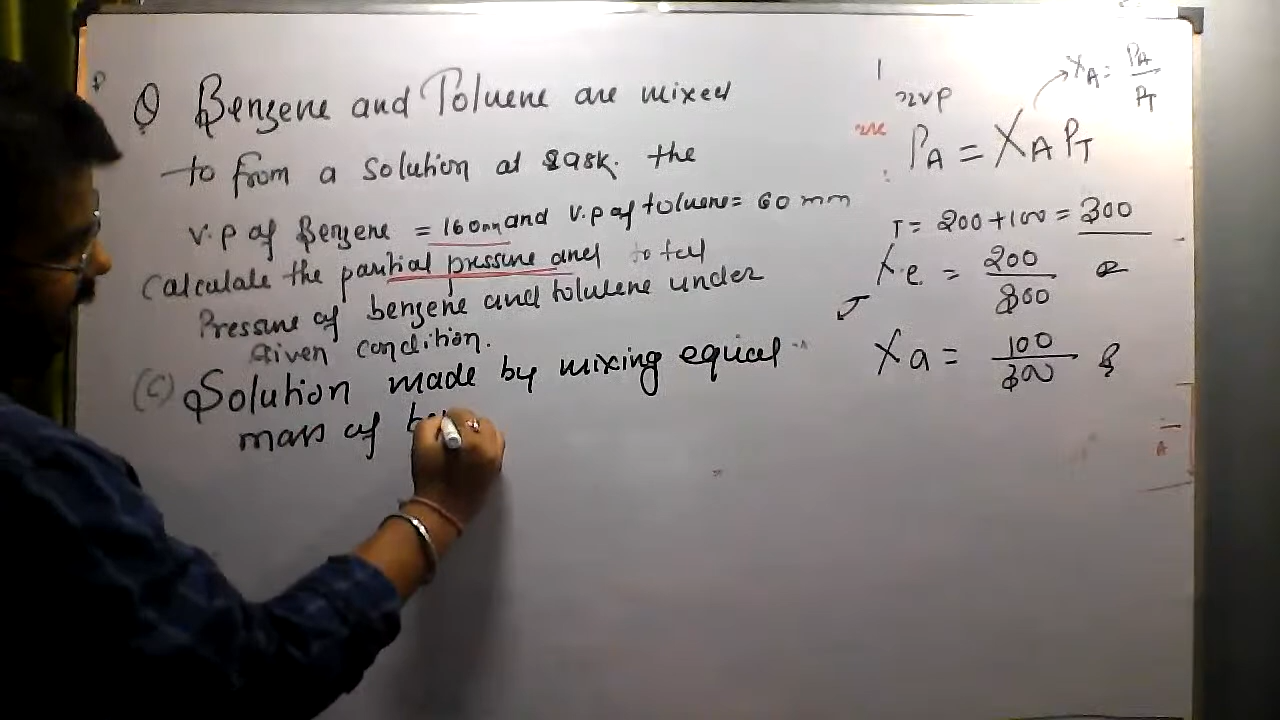 Q Benzene and Toluene are mixed
to from a solution at 298k. the
v.p of Benzene = 160mm and v.p of toluene = 60 mm
Calculate the partial pressure and total
Pressure of benzene and toluene under
Given condition.
(C) Solution made by mixing equal
mass of be
XA = PA / PT
PA = XA PT
T = 200 + 100 = 300
X e = 200 / 300
X a = 100 / 300